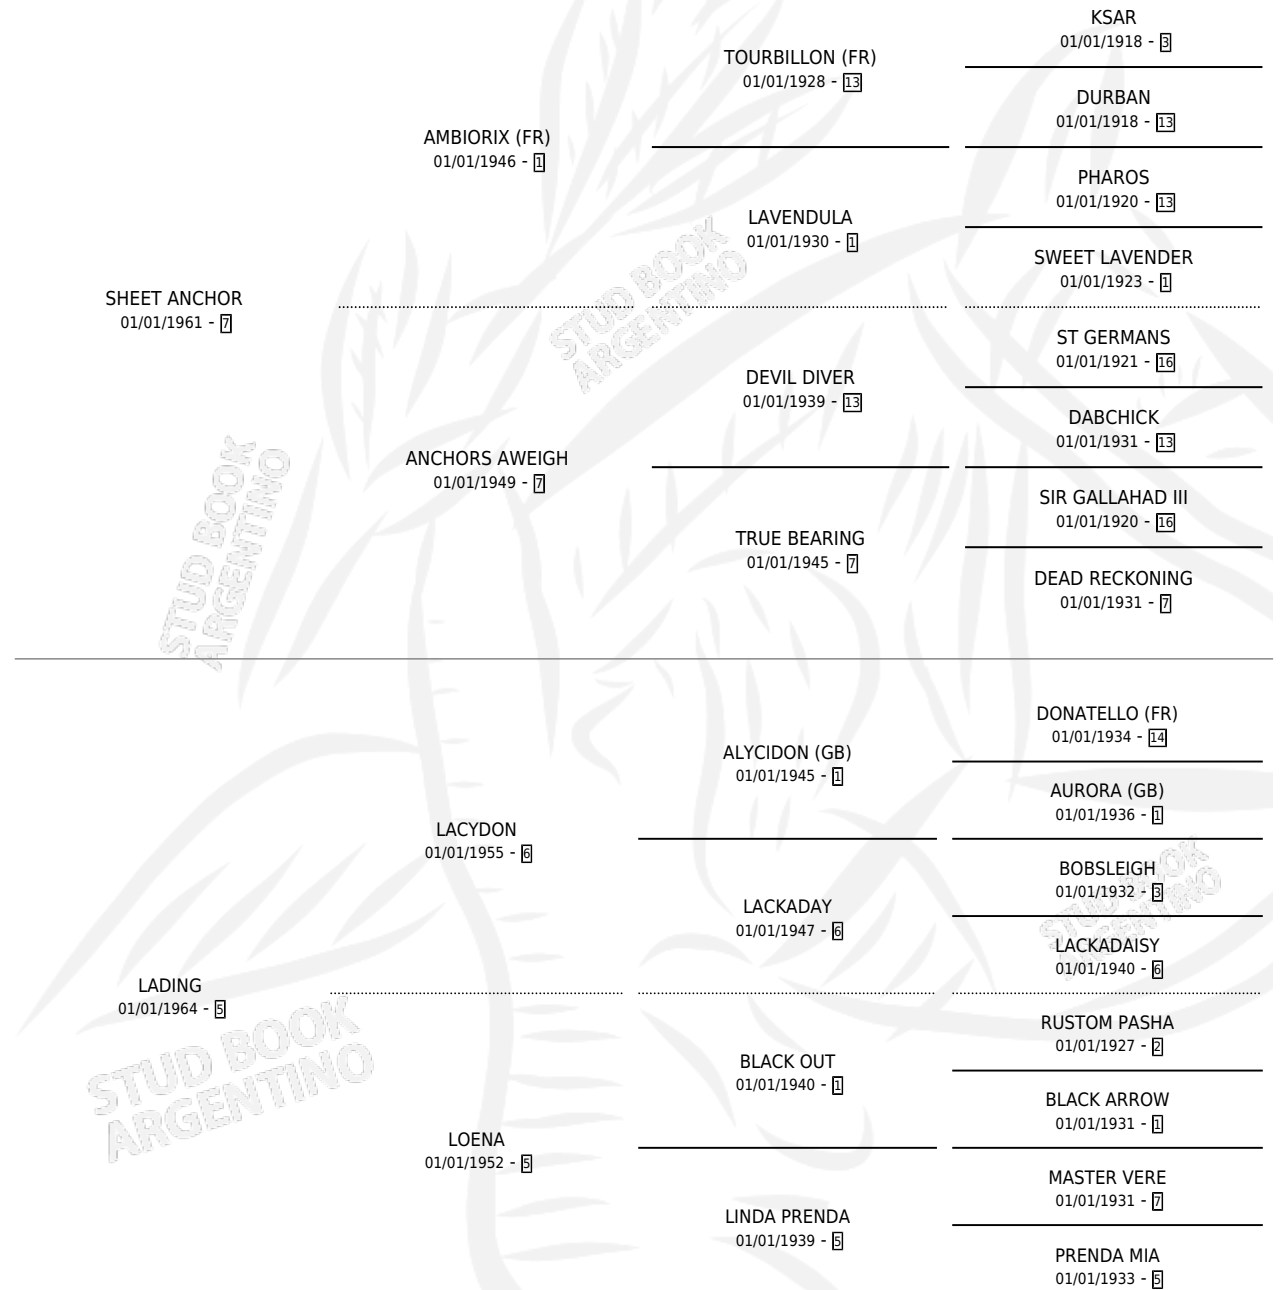 KSAR
01/01/1918 - 3
TOURBILLON (FR)
01/01/1928 - 13
DURBAN
01/01/1918 - 13
AMBIORIX (FR)
01/01/1946 - 1
PHAROS
01/01/1920 - 13
LAVENDULA
01/01/1930 - 1
SWEET LAVENDER
01/01/1923 - 1
SHEET ANCHOR
01/01/1961 - 7
ST GERMANS
01/01/1921 - 16
DEVIL DIVER
01/01/1939 - 13
DABCHICK
01/01/1931 - 13
ANCHORS AWEIGH
01/01/1949 - 7
SIR GALLAHAD III
01/01/1920 - 16
TRUE BEARING
01/01/1945 - 7
DEAD RECKONING
01/01/1931 - 7
DONATELLO (FR)
01/01/1934 - 14
ALYCIDON (GB)
01/01/1945 - 1
AURORA (GB)
01/01/1936 - 1
LACYDON
01/01/1955 - 6
BOBSLEIGH
01/01/1932 - 3
LACKADAY
01/01/1947 - 6
LACKADAISY
01/01/1940 - 6
LADING
01/01/1964 - 5
RUSTOM PASHA
01/01/1927 - 2
BLACK OUT
01/01/1940 - 1
BLACK ARROW
01/01/1931 - 1
LOENA
01/01/1952 - 5
MASTER VERE
01/01/1931 - 7
LINDA PRENDA
01/01/1939 - 5
PRENDA MIA
01/01/1933 - 5
STUD BOOK
ARGENTINO
STUD BOOK
ARGENTINO
STUD BOOK
ARGENTINO
STUD BOOK
ARGENTINO